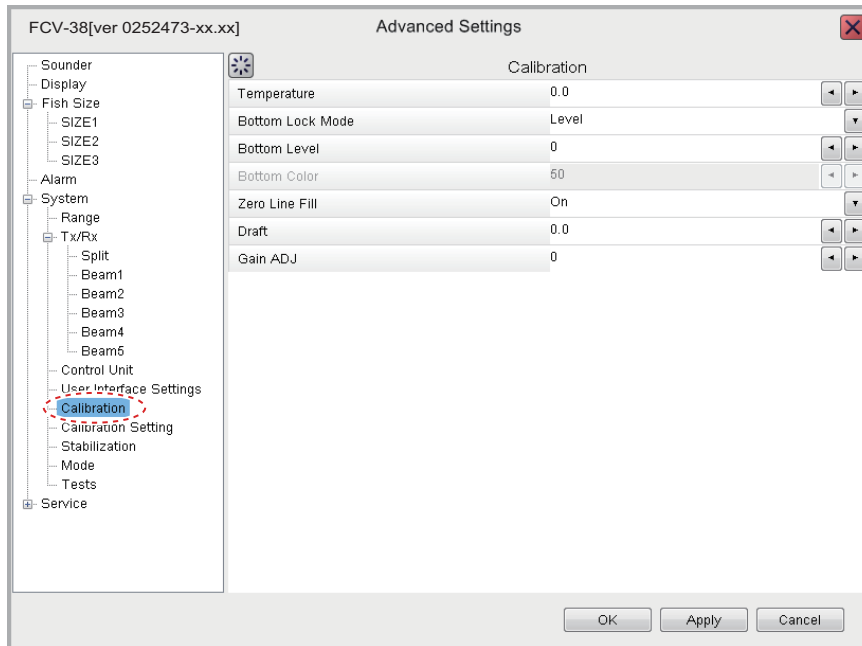 FCV-38[ver 0252473-xx.xx]
Advanced Settings
Sounder
Display
Fish Size
SIZE1
SIZE2
SIZE3
Alarm
System
Range
Tx/Rx
Split
Beam1
Beam2
Beam3
Beam4
Beam5
Control Unit
User Interface Settings
Calibration
Calibration Setting
Stabilization
Mode
Tests
Service
Calibration
Temperature 0.0
Bottom Lock Mode Level
Bottom Level 0
Bottom Color 50
Zero Line Fill On
Draft 0.0
Gain ADJ 0
OK Apply Cancel